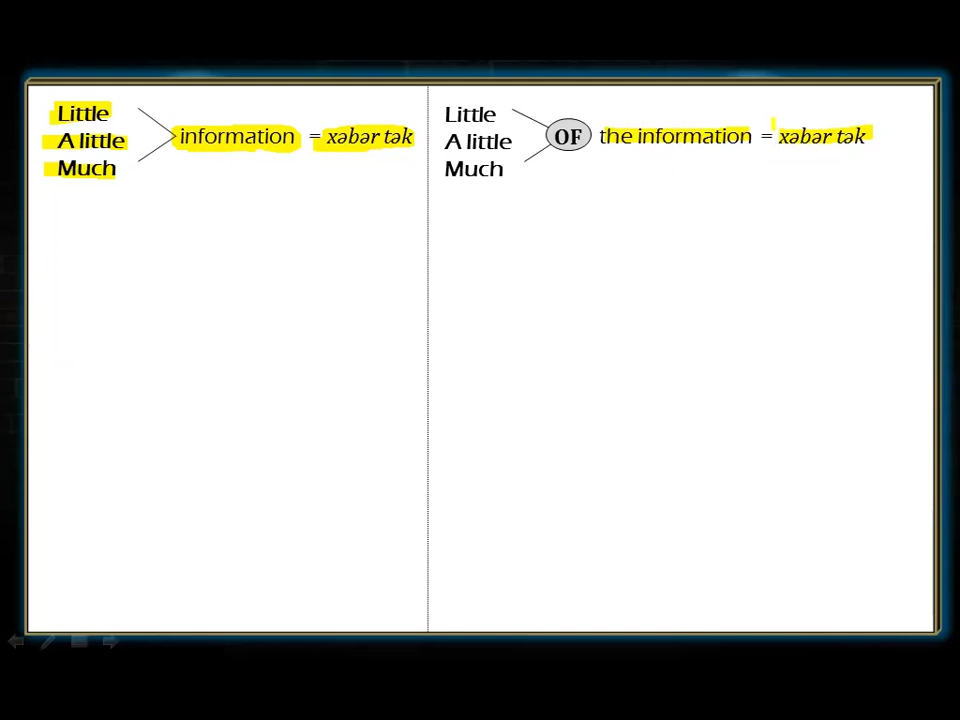 Little
A little
Much
information = xəbər tək
Little
A little
Much
OF the information = xəbər tək